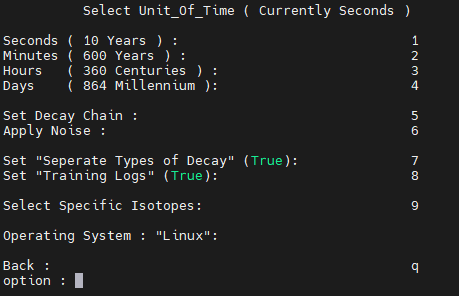 Select Unit_Of_Time ( Currently Seconds )
Seconds ( 10 Years ) : 1
Minutes ( 600 Years ) : 2
Hours ( 360 Centuries ) : 3
Days ( 864 Millennium ): 4
Set Decay Chain : 5
Apply Noise : 6
Set "Seperate Types of Decay" (True): 7
Set "Training Logs" (True): 8
Select Specific Isotopes: 9
Operating System : "Linux":
Back : q
option :